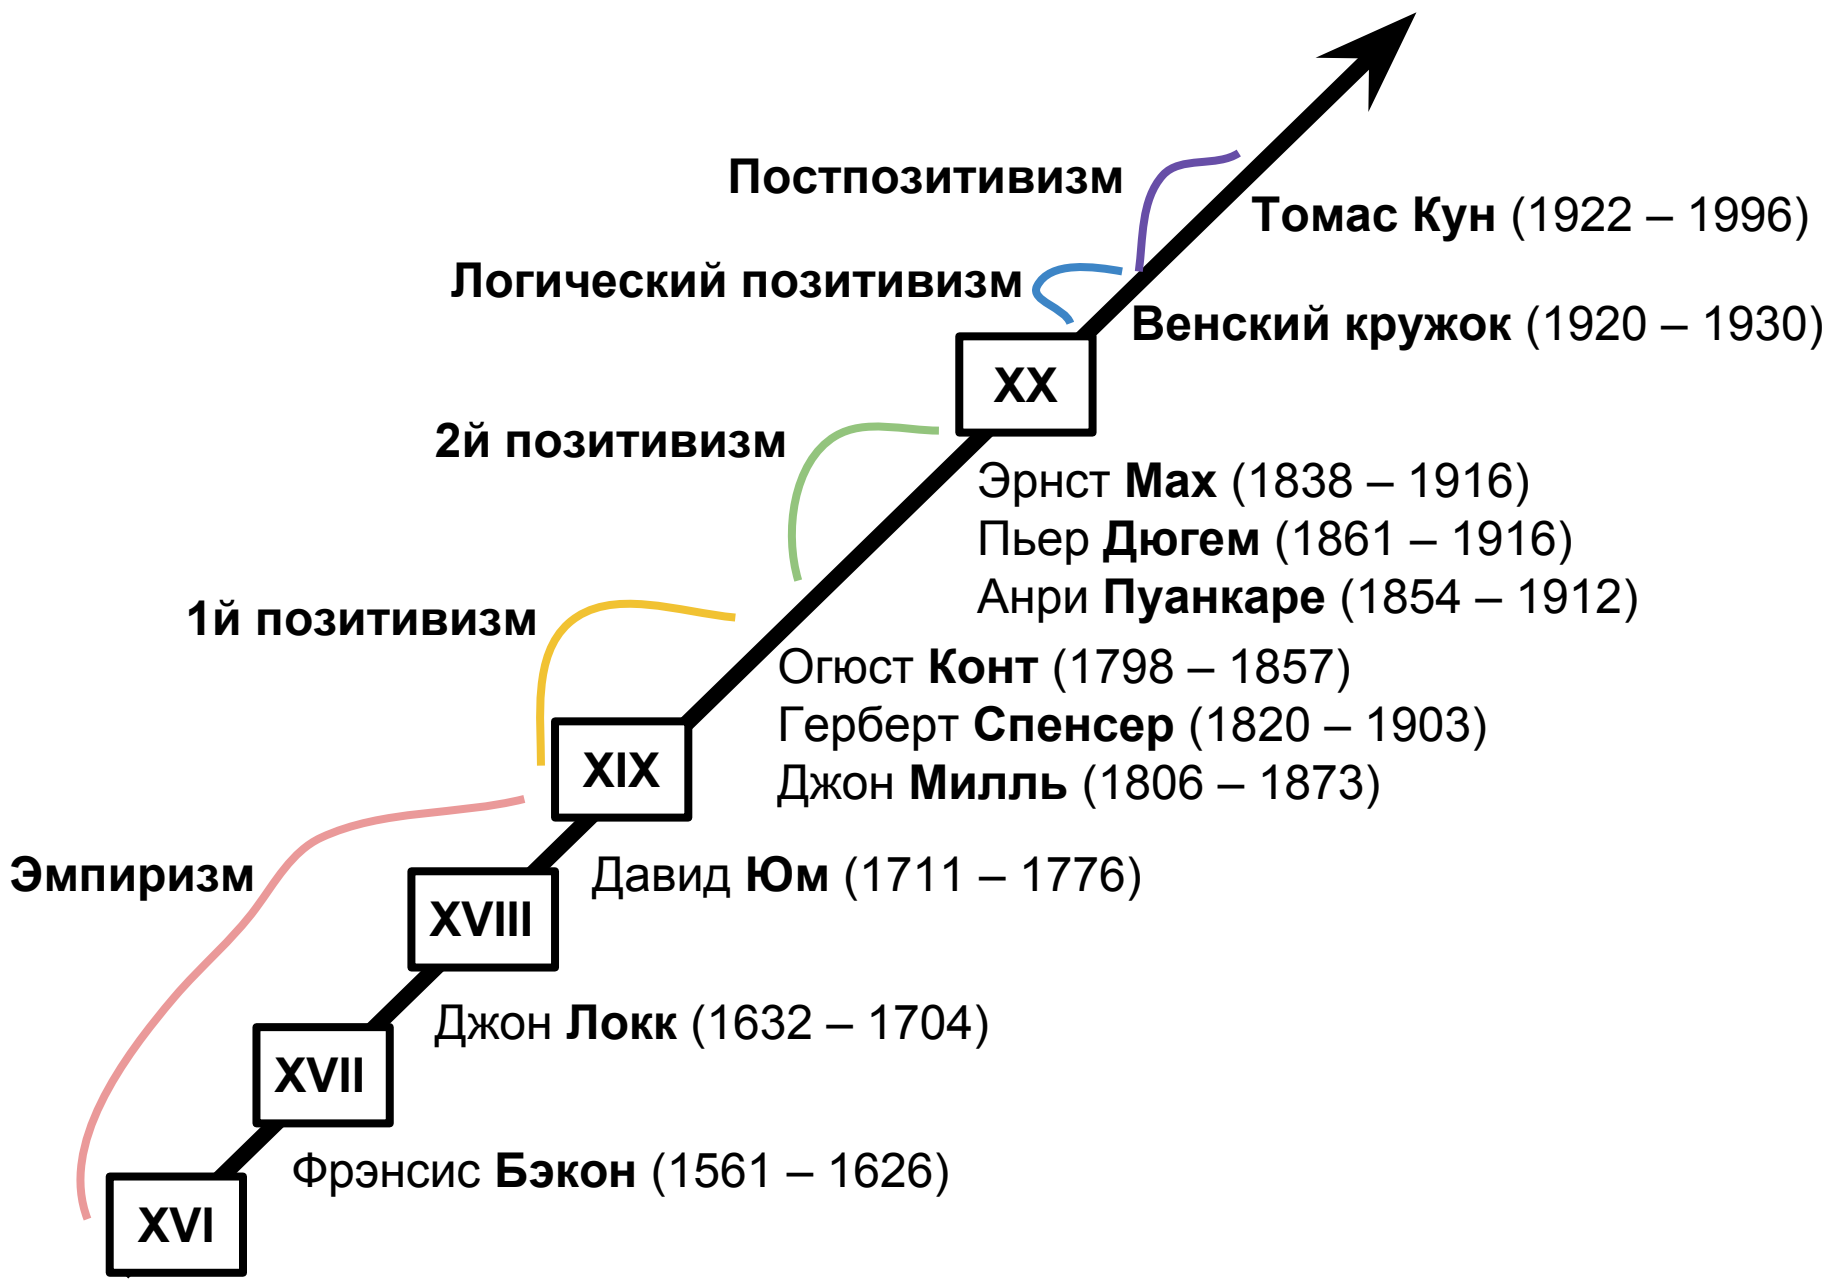 Постпозитивизм
Томас Кун (1922 – 1996)
Логический позитивизм
Венский кружок (1920 – 1930)
XX
2й позитивизм
Эрнст Мах (1838 – 1916)
Пьер Дюгем (1861 – 1916)
Анри Пуанкаре (1854 – 1912)
1й позитивизм
Огюст Конт (1798 – 1857)
Герберт Спенсер (1820 – 1903)
Джон Милль (1806 – 1873)
XIX
Эмпиризм
Давид Юм (1711 – 1776)
XVIII
Джон Локк (1632 – 1704)
XVII
Фрэнсис Бэкон (1561 – 1626)
XVI